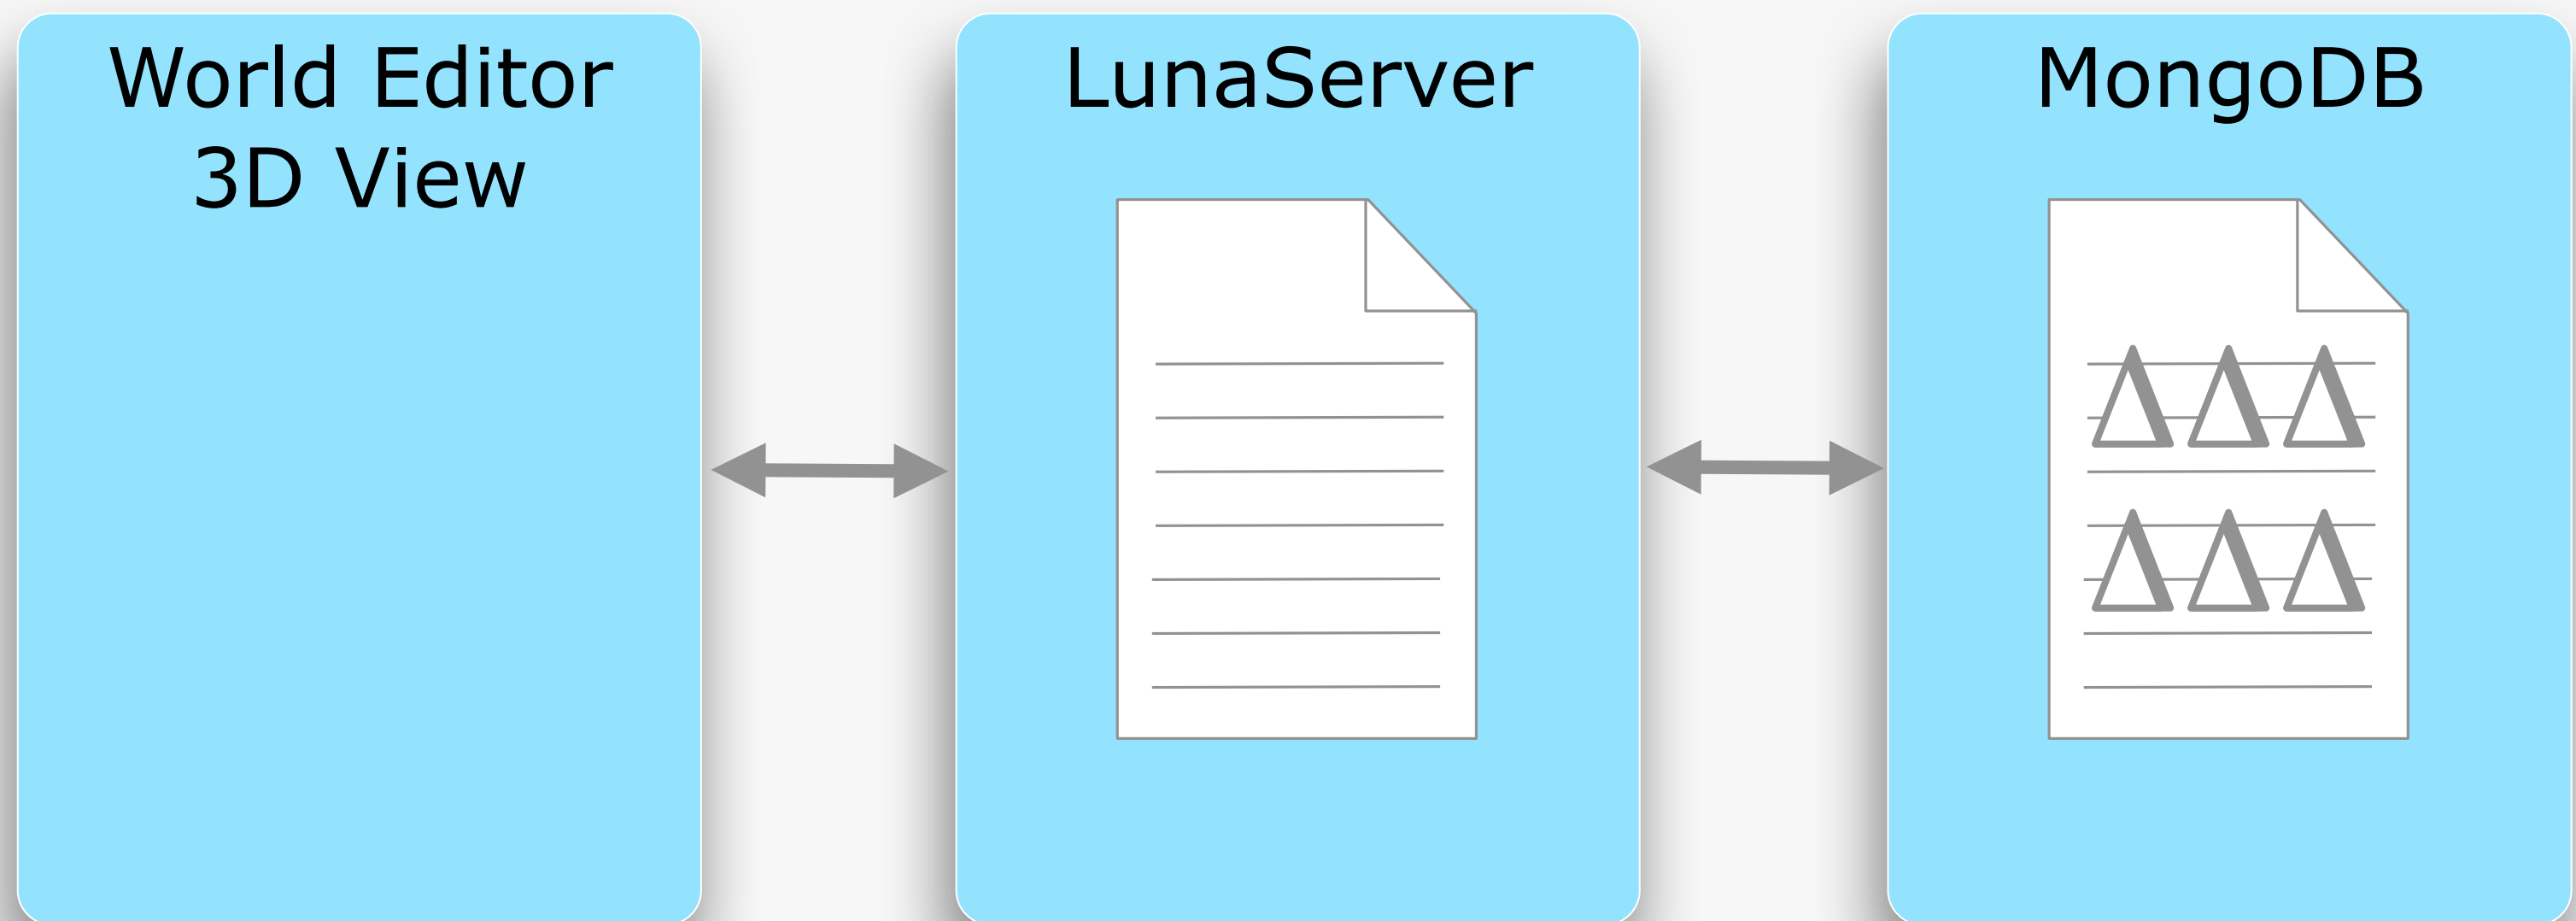 World Editor
3D View
LunaServer
MongoDB
Δ Δ Δ
Δ Δ Δ